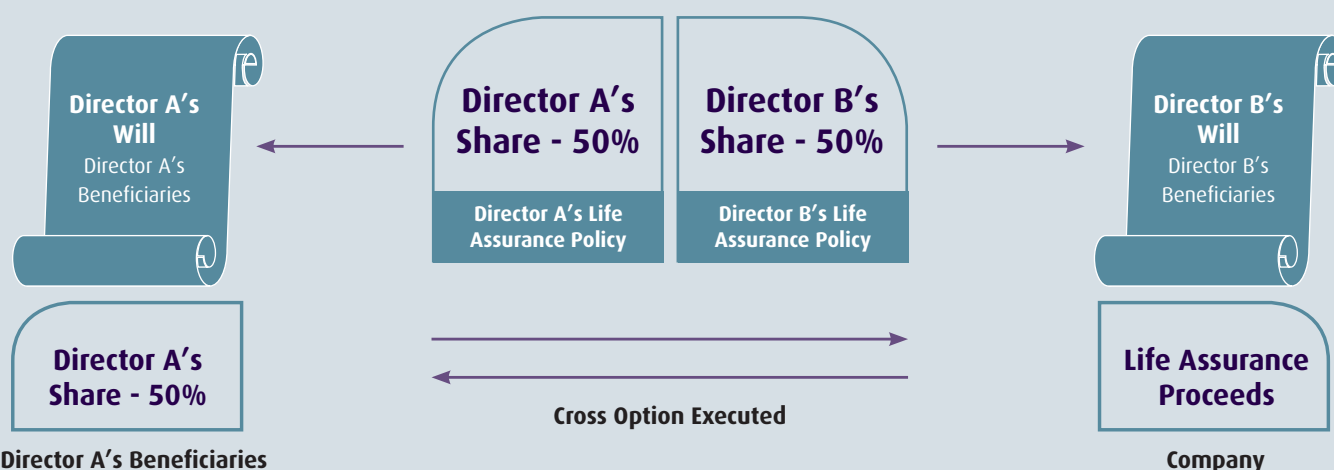 Director A's
Will
Director A's
Beneficiaries
Director A's
Share - 50%
Director A's Life
Assurance Policy
Director B's
Share - 50%
Director B's Life
Assurance Policy
Director B's
Will
Director B's
Beneficiaries
Director A's
Share - 50%
Director A's Beneficiaries
Cross Option Executed
Life Assurance
Proceeds
Company